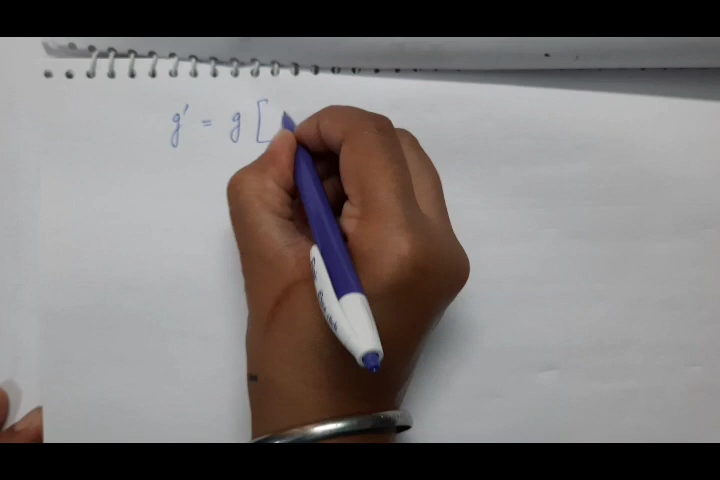 g' = g [